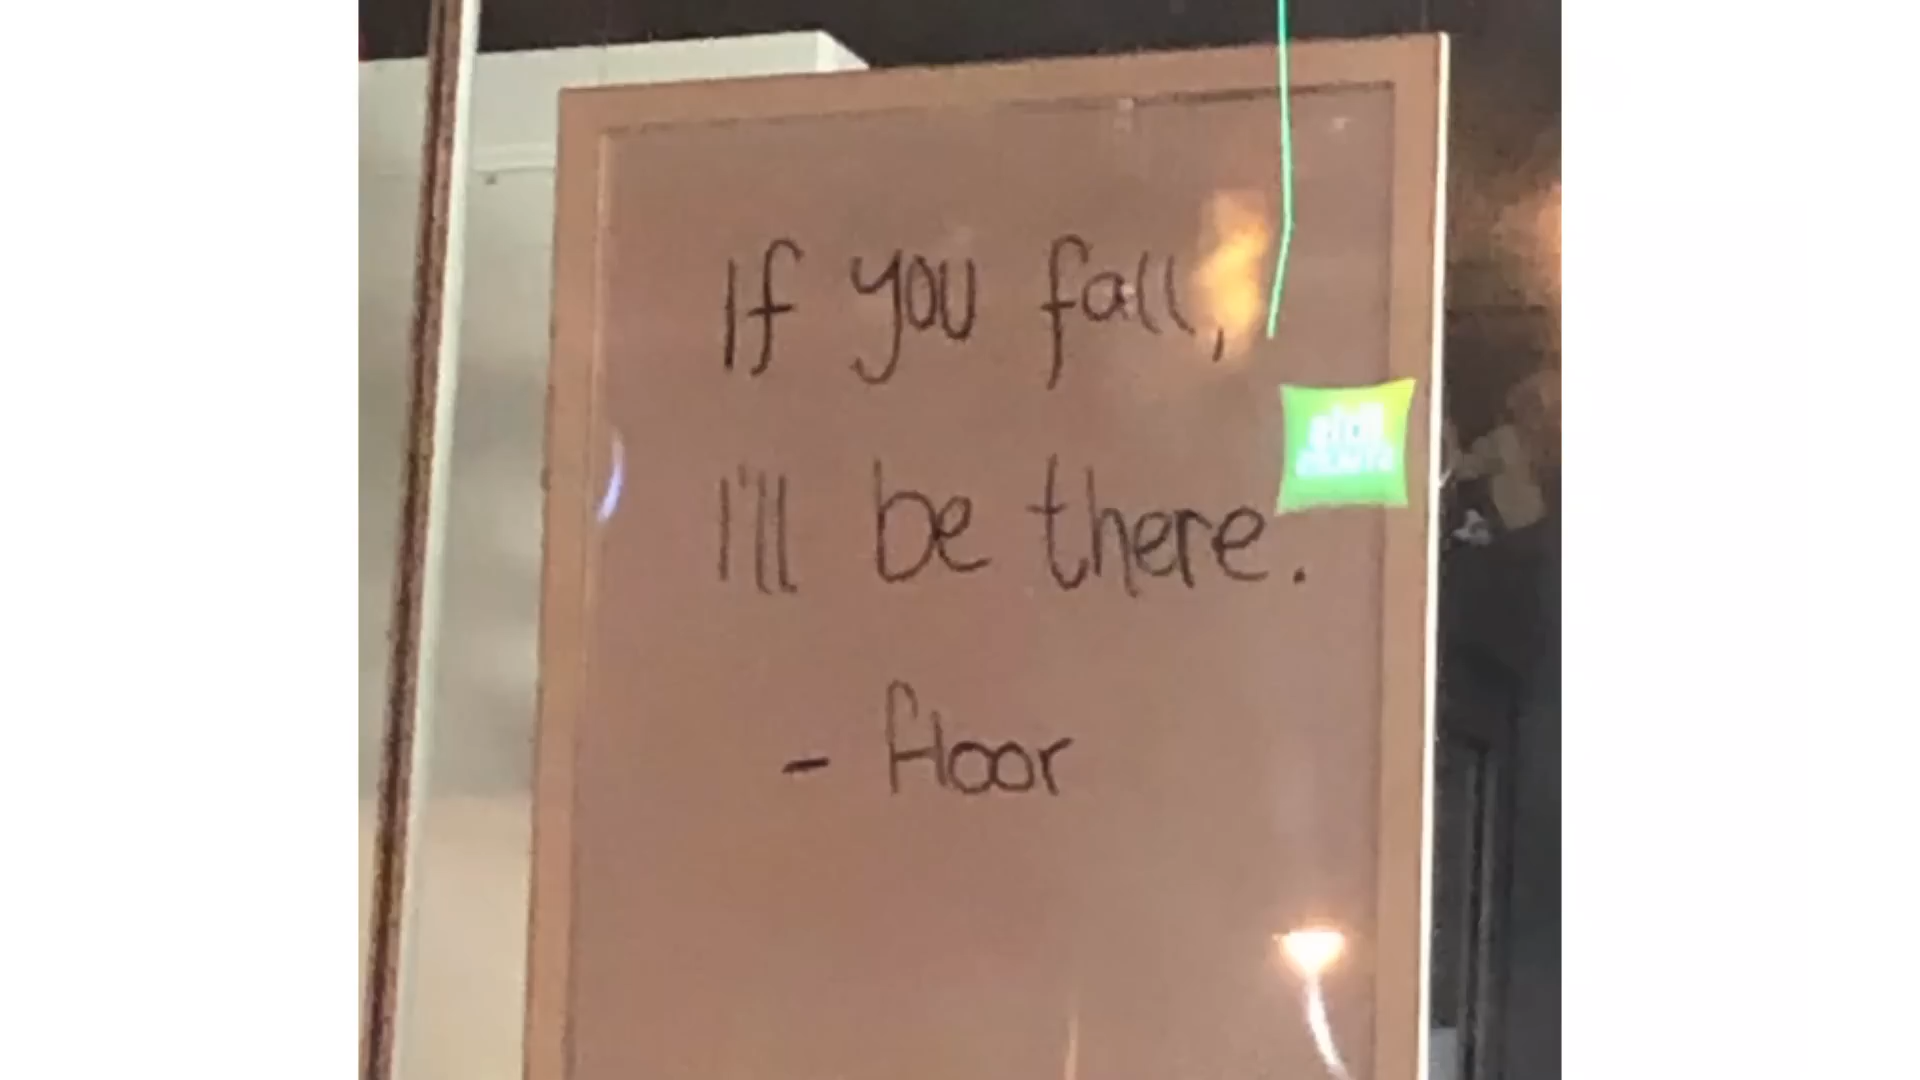 If you fall,
I'll be there.
- floor